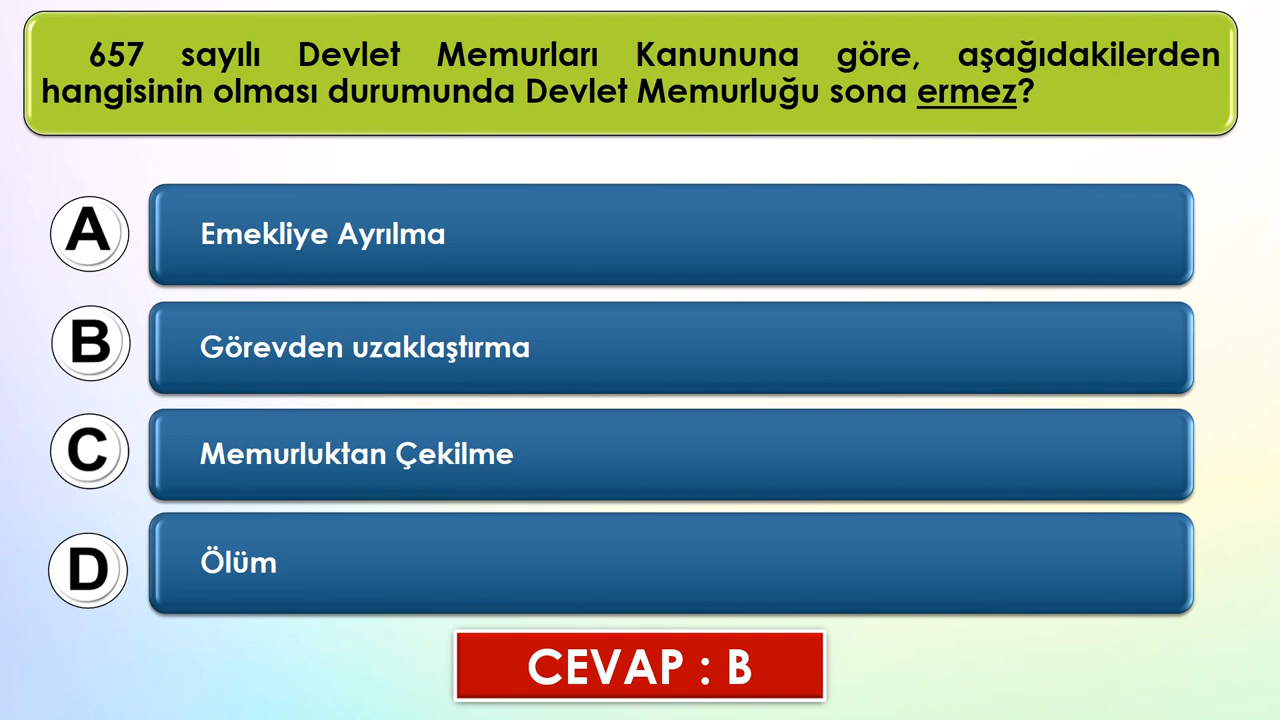 657 sayılı Devlet Memurları Kanununa göre, aşağıdakilerden
hangisinin olması durumunda Devlet Memurluğu sona ermez?
A
Emekliye Ayrılma
B
Görevden uzaklaştırma
C
Memurluktan Çekilme
D
Ölüm
CEVAP : B